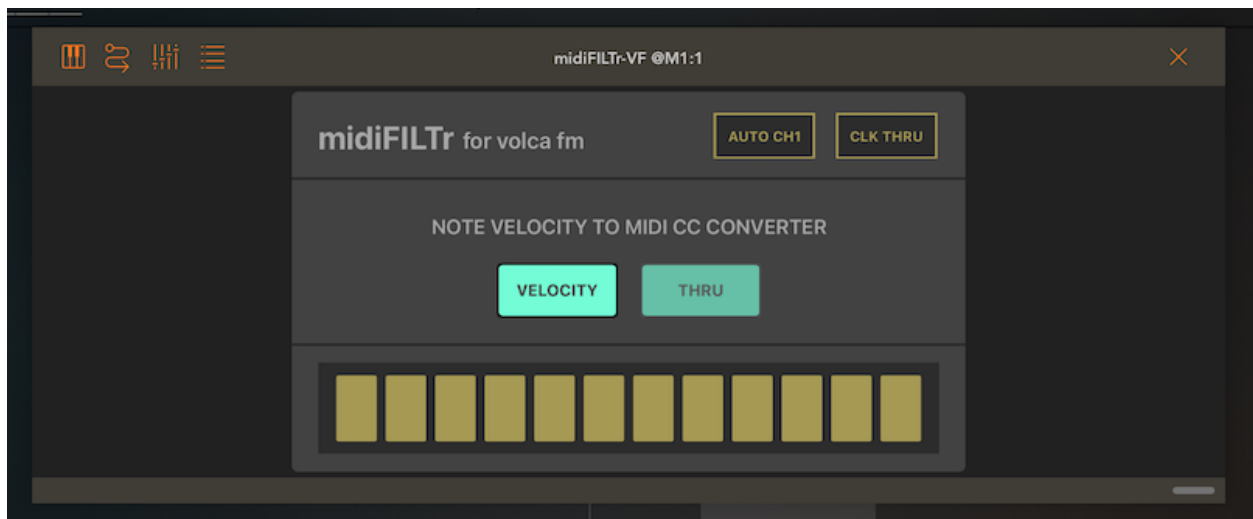 midiFILTr-VF @M1:1
midiFILTr for volca fm
AUTO CH1
CLK THRU
NOTE VELOCITY TO MIDI CC CONVERTER
VELOCITY
THRU